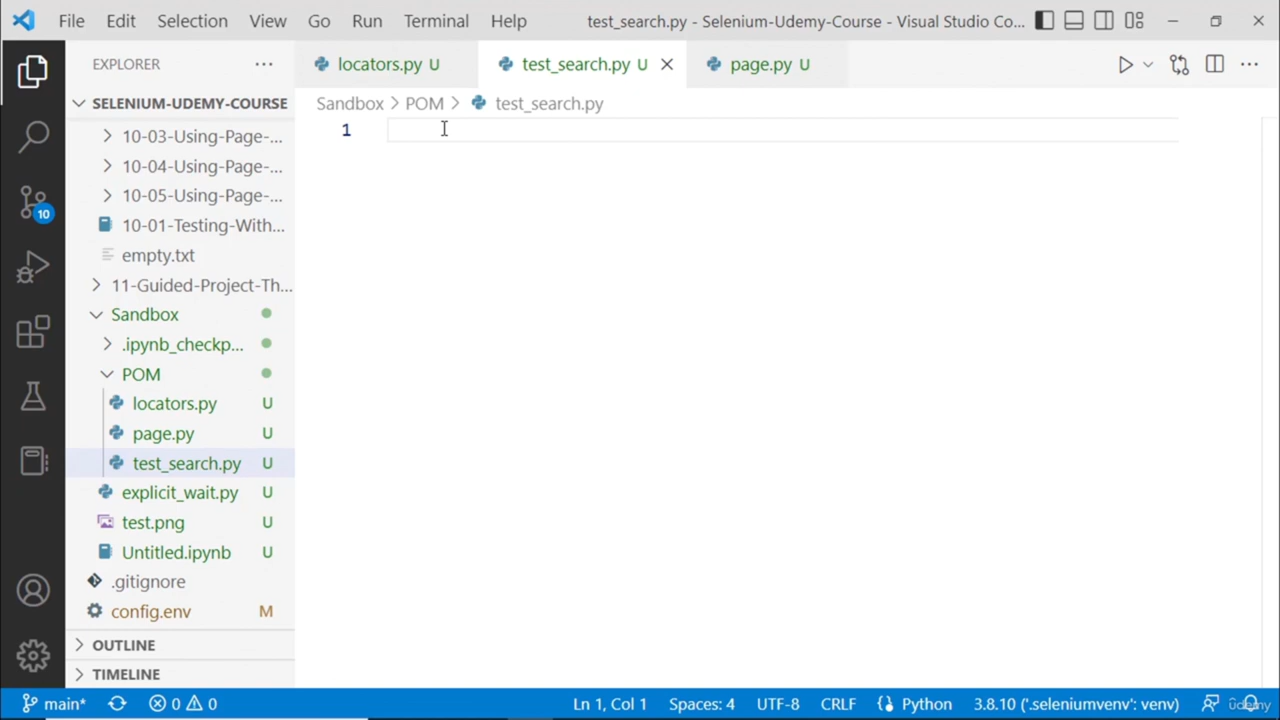 File Edit Selection View Go Run Terminal Help test_search.py - Selenium-Udemy-Course - Visual Studio Co...
EXPLORER
locators.py U test_search.py U page.py U
SELENIUM-UDEMY-COURSE
Sandbox POM test_search.py
1
10-03-Using-Page-...
10-04-Using-Page-...
10-05-Using-Page-...
10-01-Testing-With...
empty.txt
11-Guided-Project-Th...
Sandbox
.ipynb_checkp...
POM
locators.py U
page.py U
test_search.py U
explicit_wait.py U
test.png U
Untitled.ipynb U
.gitignore
config.env M
10
OUTLINE
TIMELINE
main* 0 0 Ln 1, Col 1 Spaces: 4 UTF-8 CRLF Python 3.8.10 ('.seleniumvenv': venv)
udemy